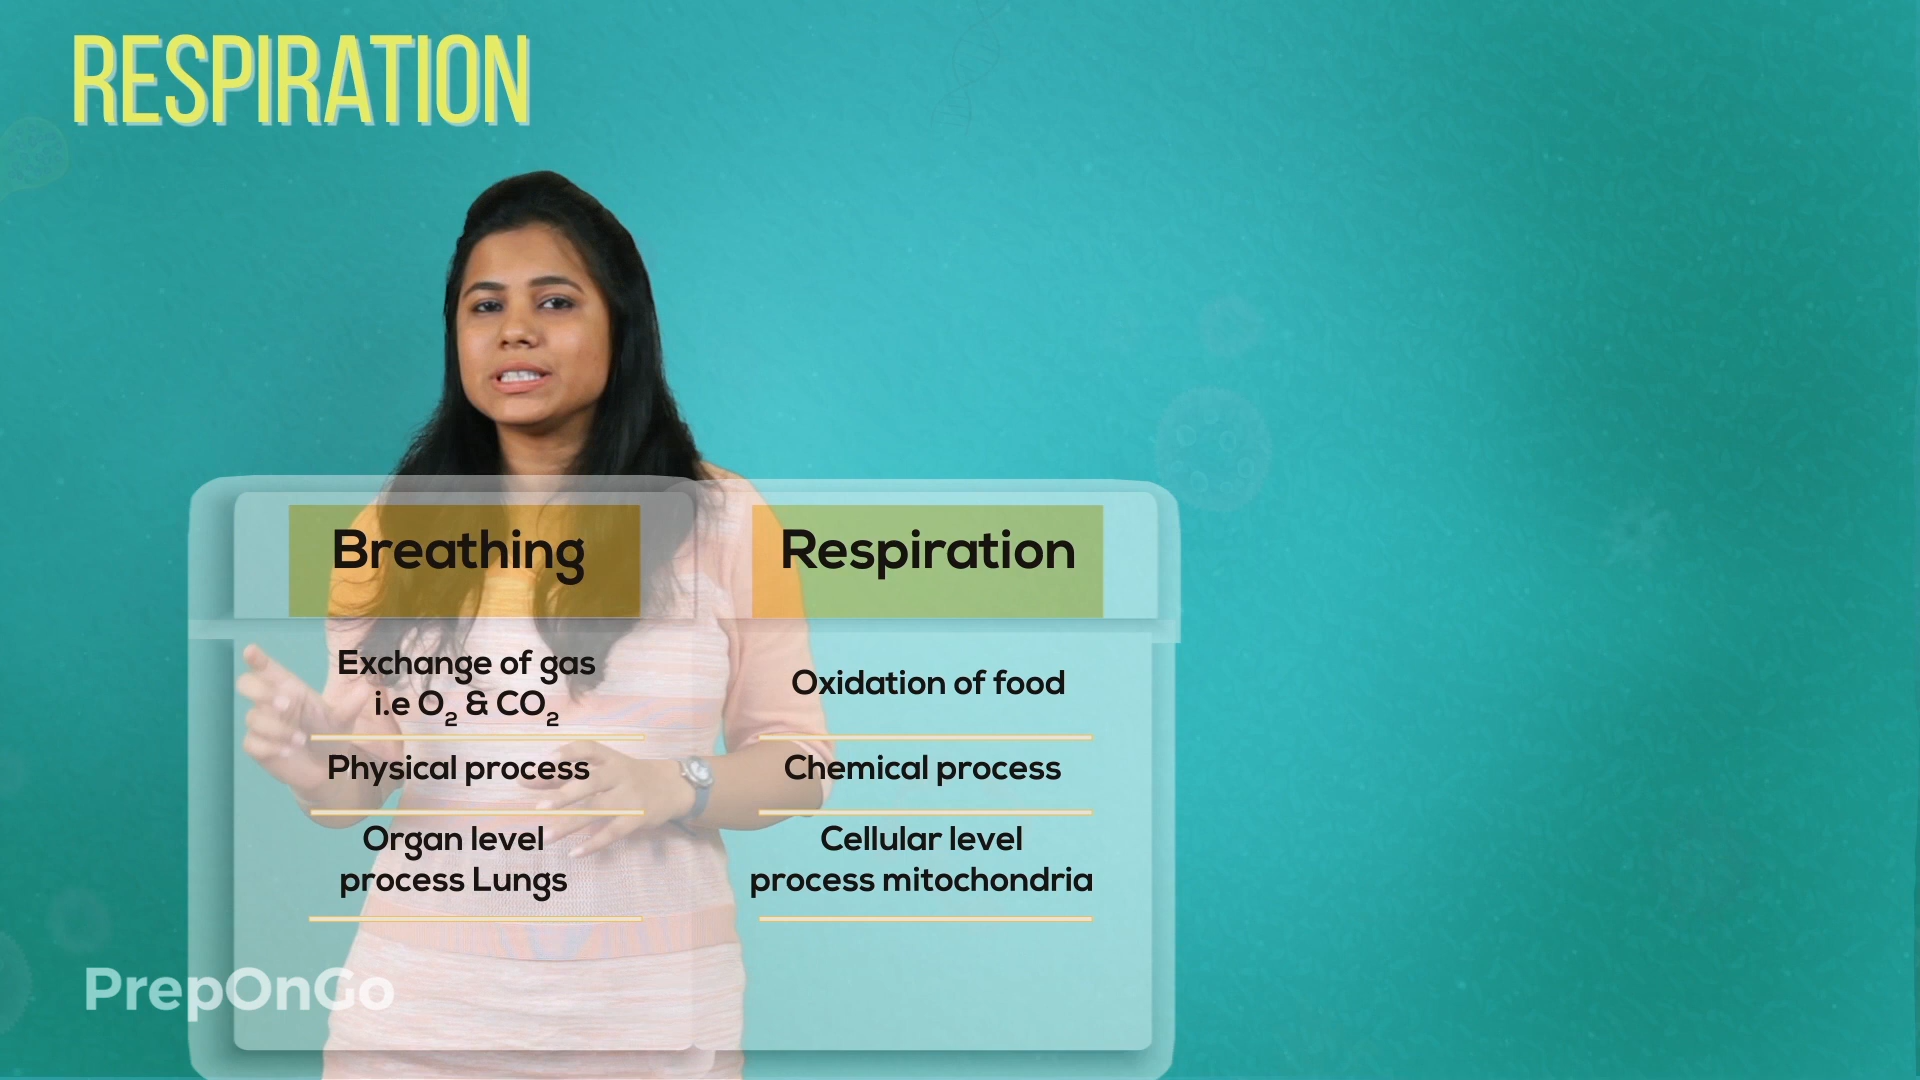 RESPIRATION
Breathing
Respiration
Exchange of gas
i.e O₂ & CO₂
Oxidation of food
Physical process
Chemical process
Organ level
process Lungs
Cellular level
process mitochondria
PrepOnGo